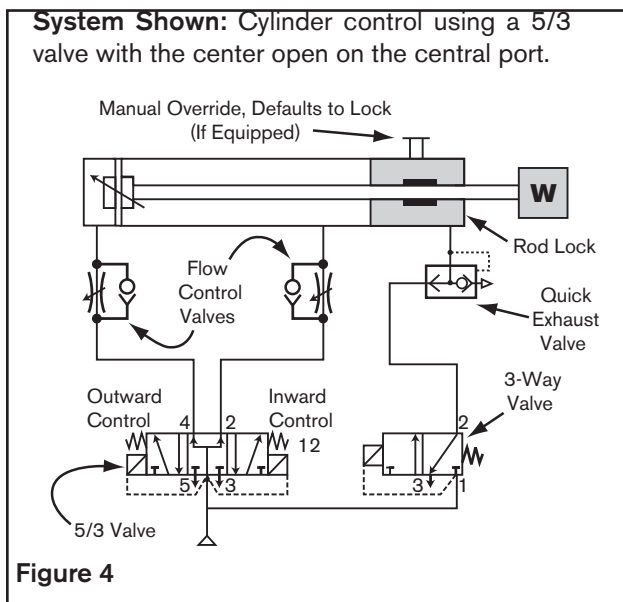 System Shown: Cylinder control using a 5/3
valve with the center open on the central port.
Manual Override, Defaults to Lock
(If Equipped)
W
Rod Lock
Flow
Control
Valves
Quick
Exhaust
Valve
3-Way
Valve
Outward
Control
4
2
Inward
Control
12
2
5
3
3
1
5/3 Valve
Figure 4